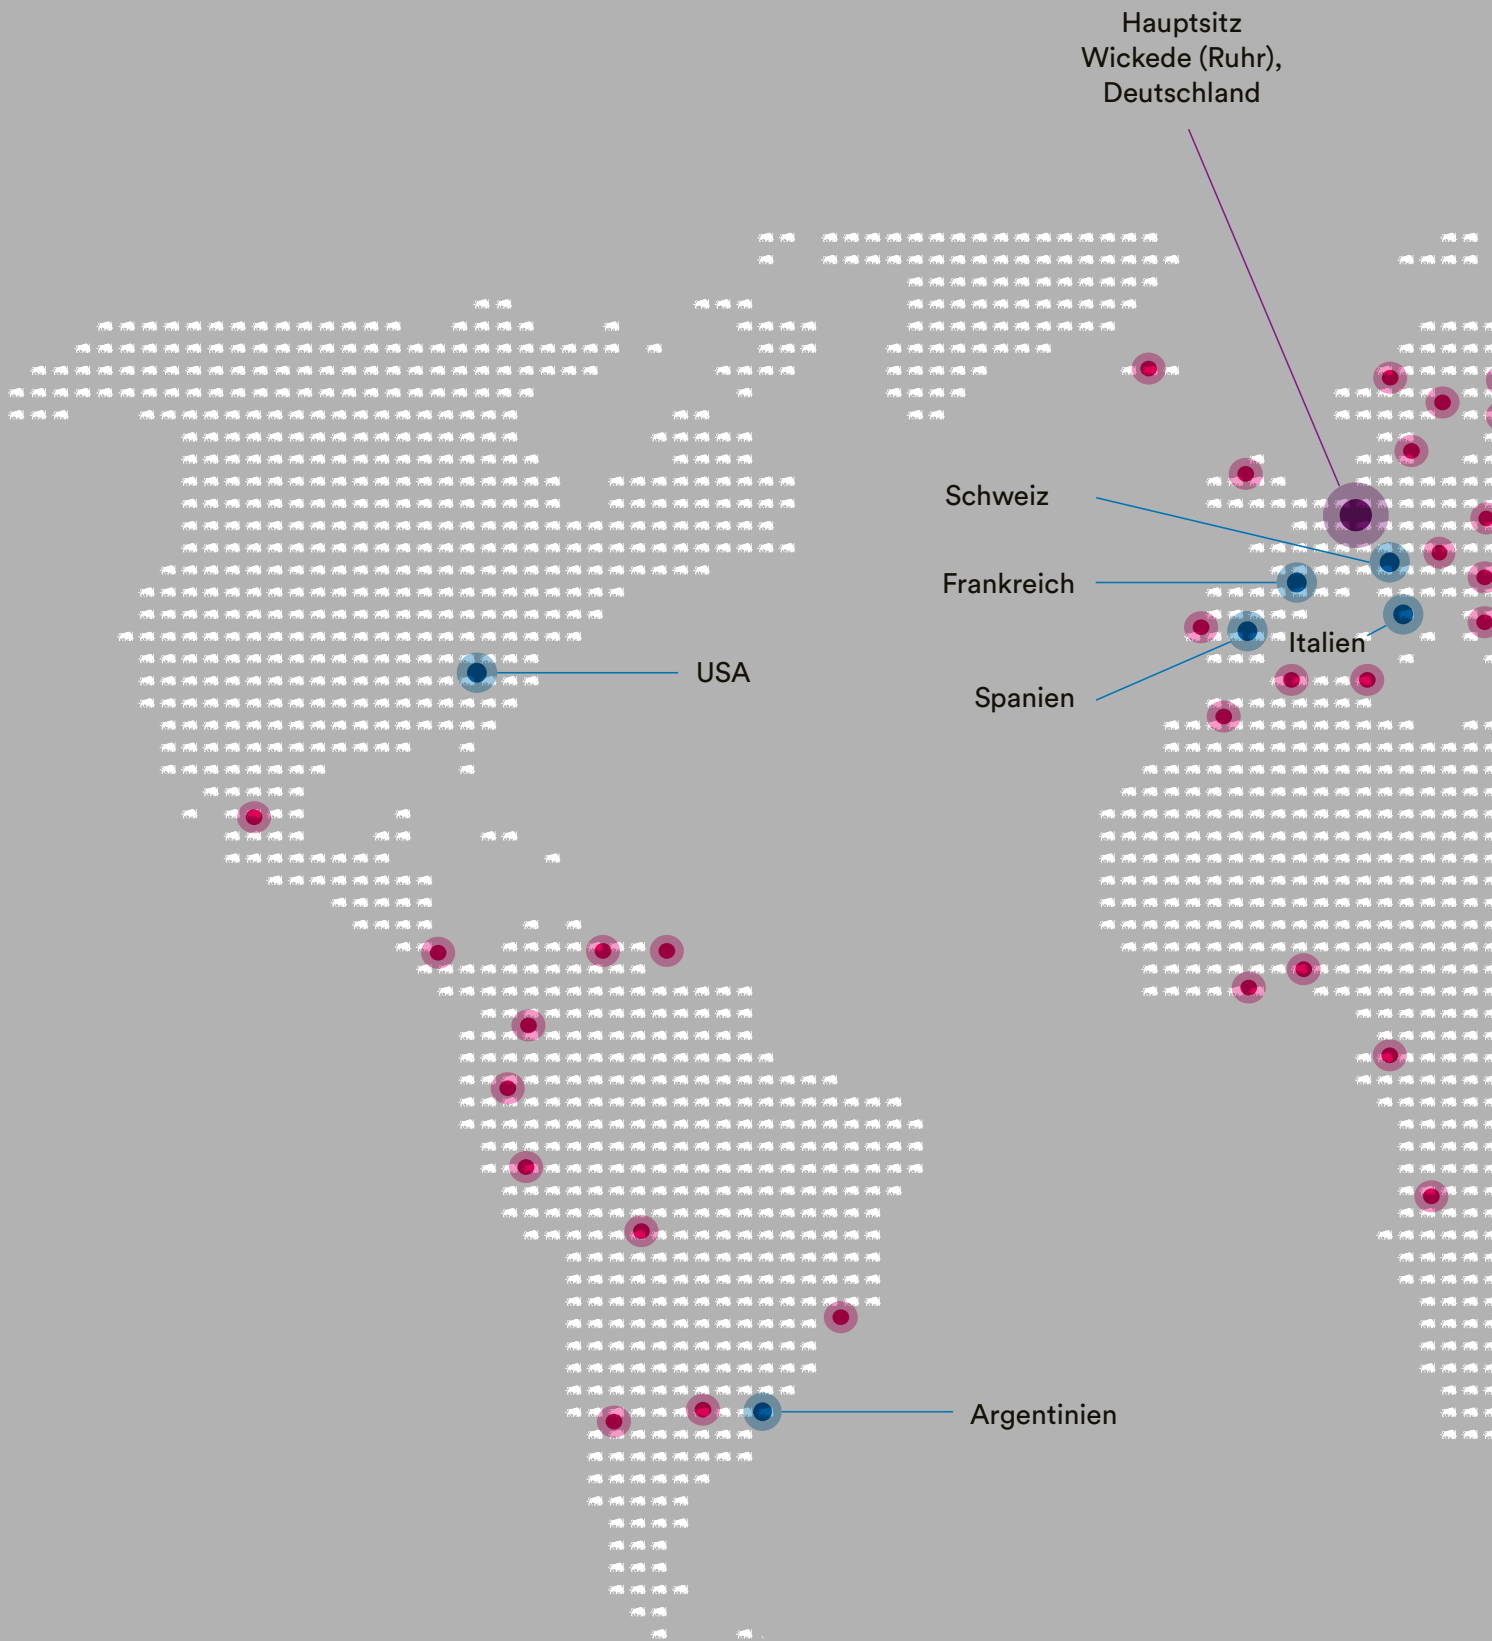 Hauptsitz
Wickede (Ruhr),
Deutschland
Schweiz
Frankreich
Italien
USA
Spanien
Argentinien